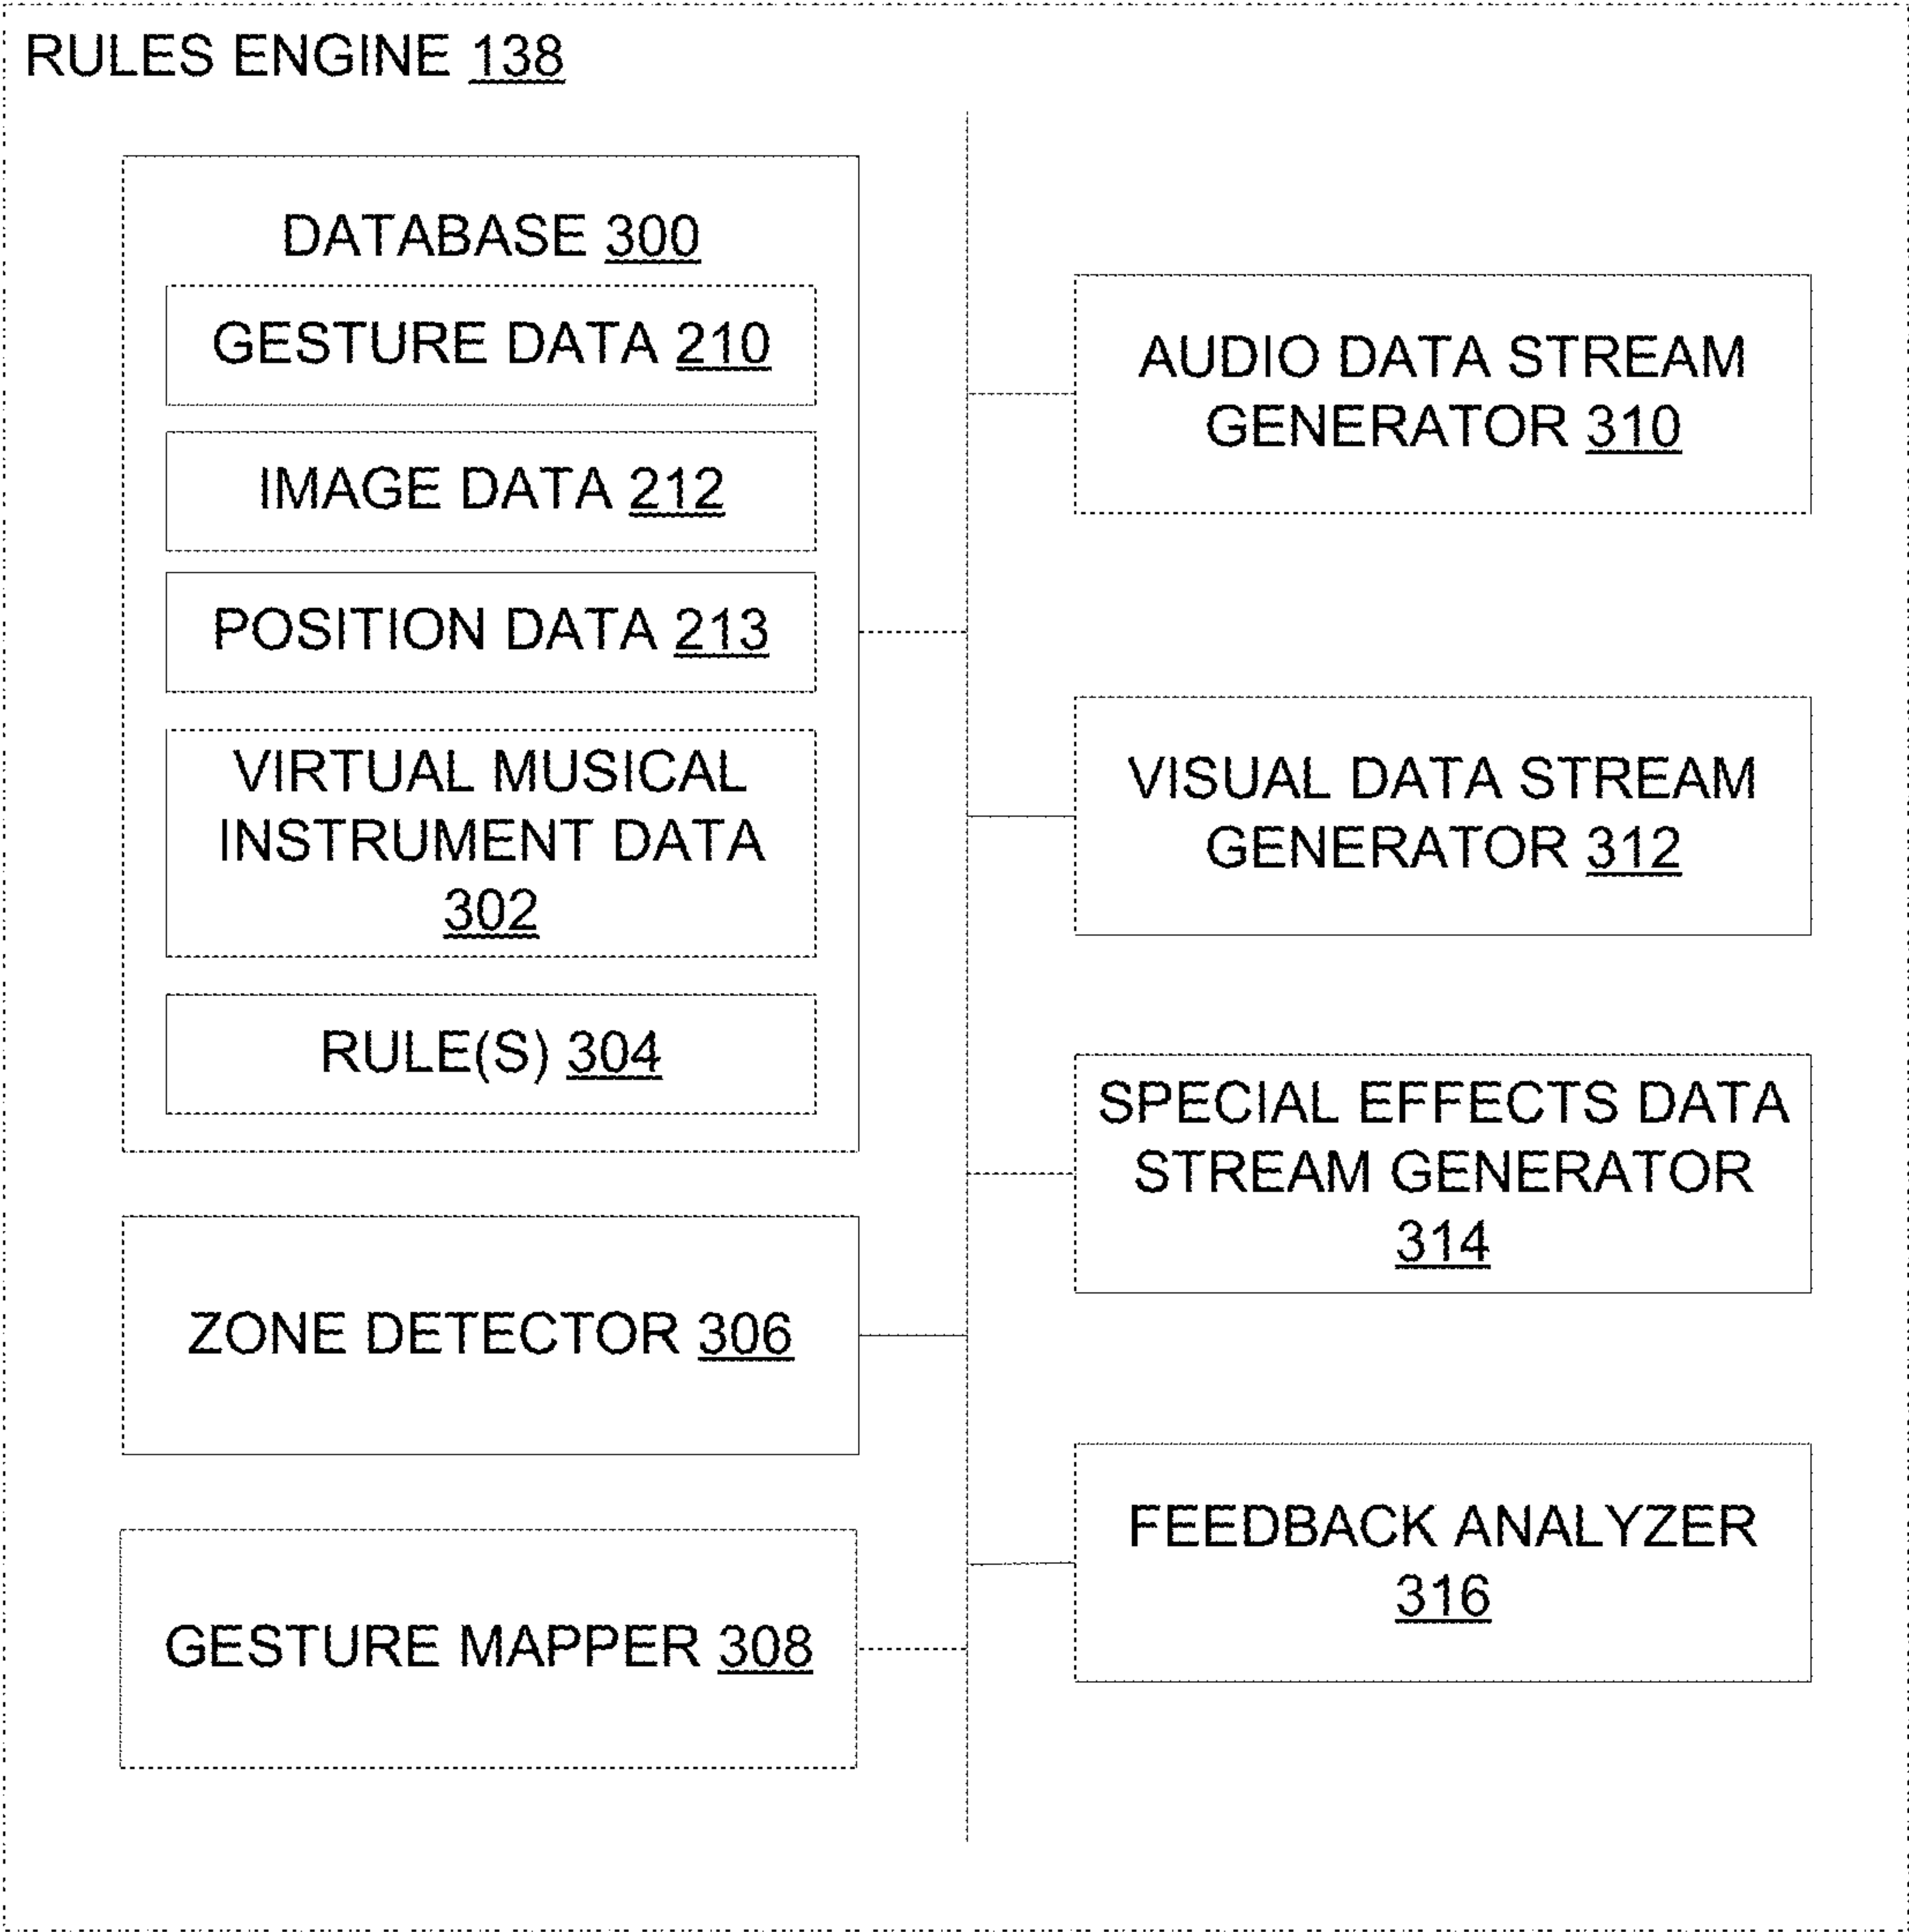 RULES ENGINE 138
DATABASE 300
GESTURE DATA 210
IMAGE DATA 212
POSITION DATA 213
VIRTUAL MUSICAL
INSTRUMENT DATA
302
RULE(S) 304
ZONE DETECTOR 306
GESTURE MAPPER 308
AUDIO DATA STREAM
GENERATOR 310
VISUAL DATA STREAM
GENERATOR 312
SPECIAL EFFECTS DATA
STREAM GENERATOR
314
FEEDBACK ANALYZER
316